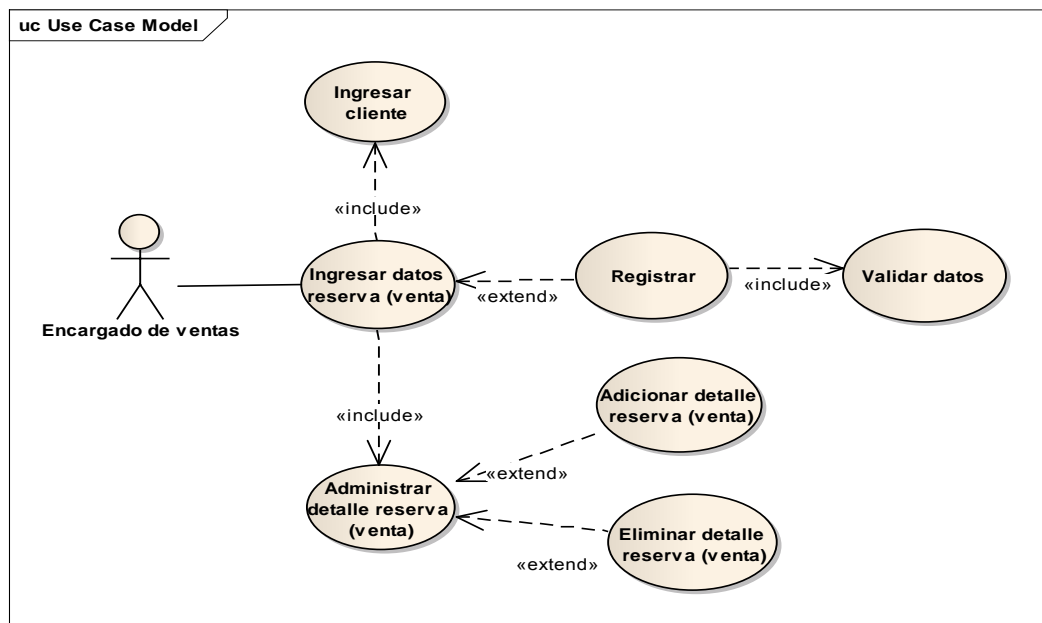 uc Use Case Model
Ingresar
cliente
«include»
Encargado de ventas
Ingresar datos
reserva (venta)
«extend»
Registrar
«include»
Validar datos
«include»
Adicionar detalle
reserva (venta)
«extend»
Administrar
detalle reserva
(venta)
Eliminar detalle
reserva (venta)
«extend»